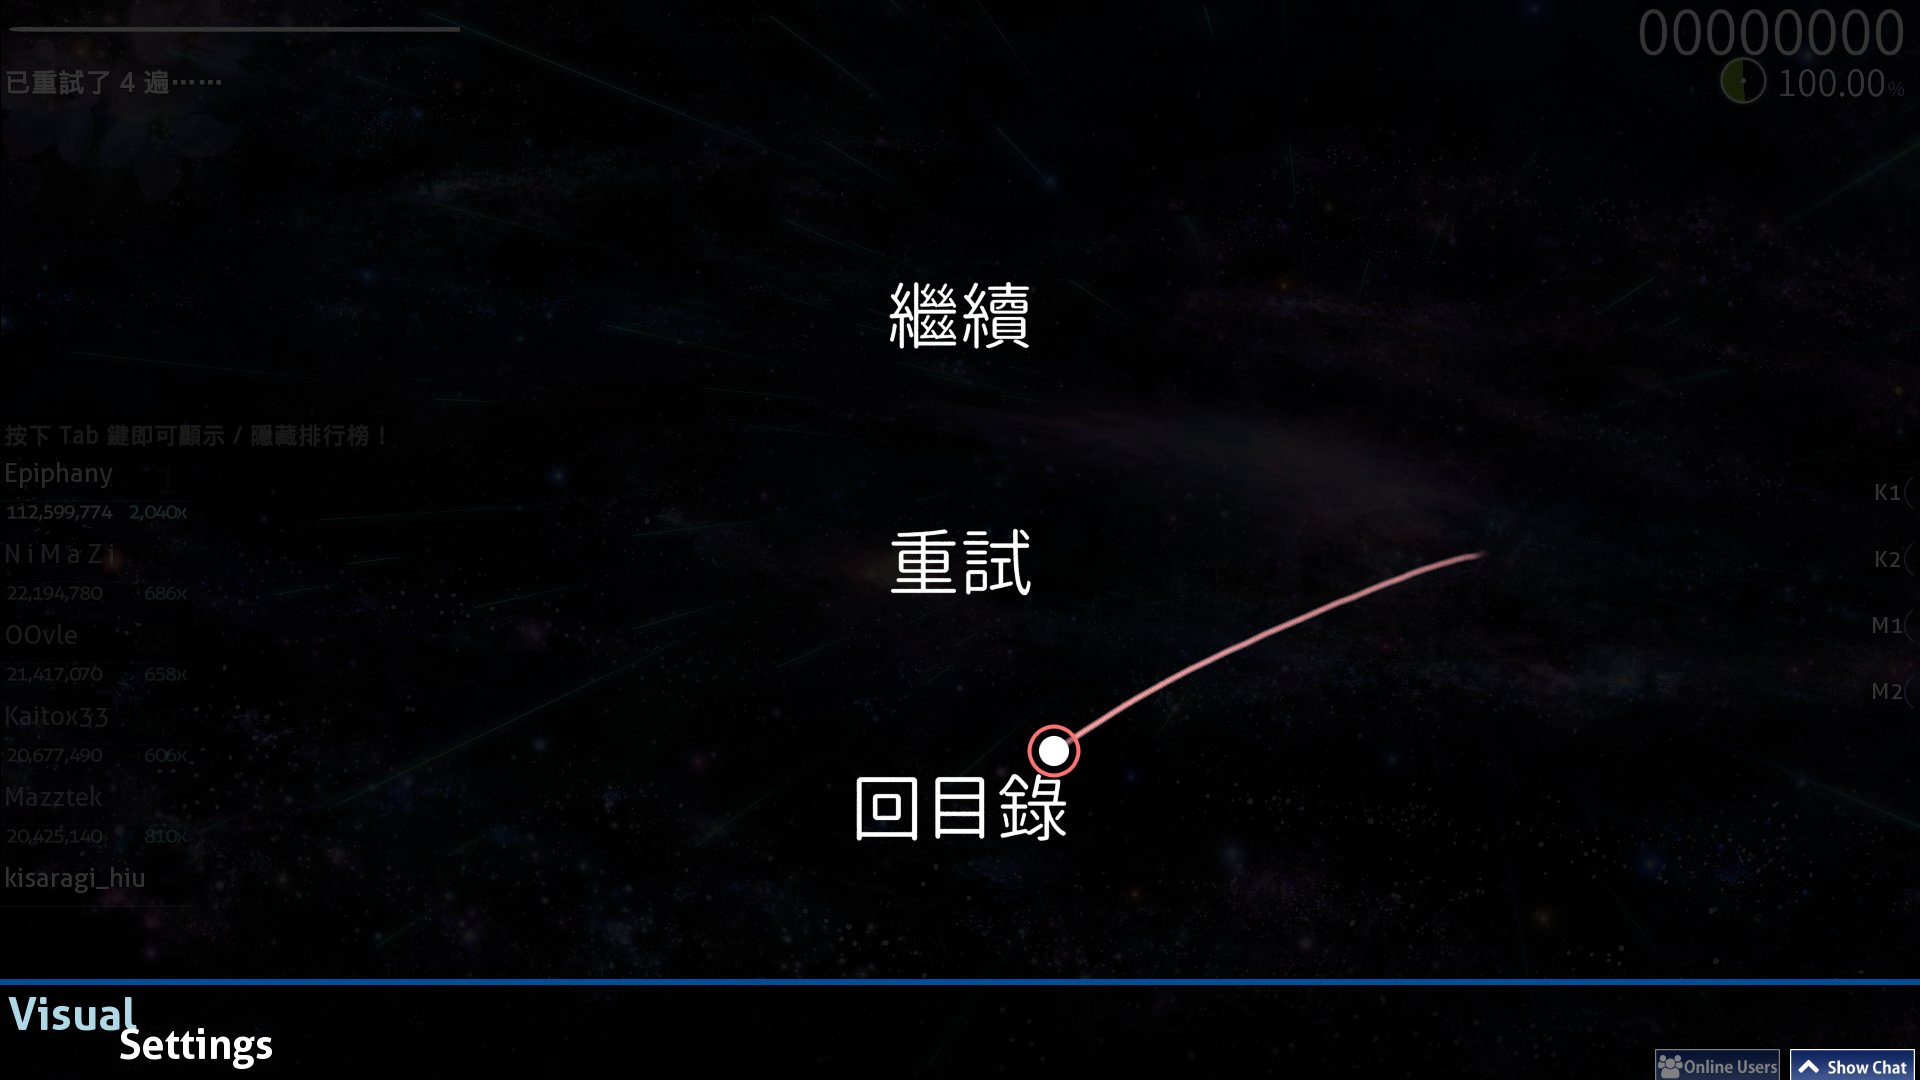 00000000
100.00%
已重試了 4 遍……
繼續
按下 Tab 鍵即可顯示 / 隱藏排行榜！
Epiphany
112,599,774 2,040x
NiMaZi
22,194,780 686x
OOvle
21,417,070 658x
Kaitox33
20,677,490 606x
Mazztek
20,425,140 810x
kisaragi_hiu
重試
K1
K2
M1
M2
回目錄
Visual
Settings
Online Users
Show Chat